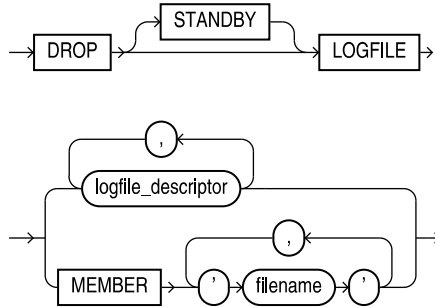 STANDBY
DROP LOGFILE
,
logfile_descriptor
,
MEMBER ' filename '